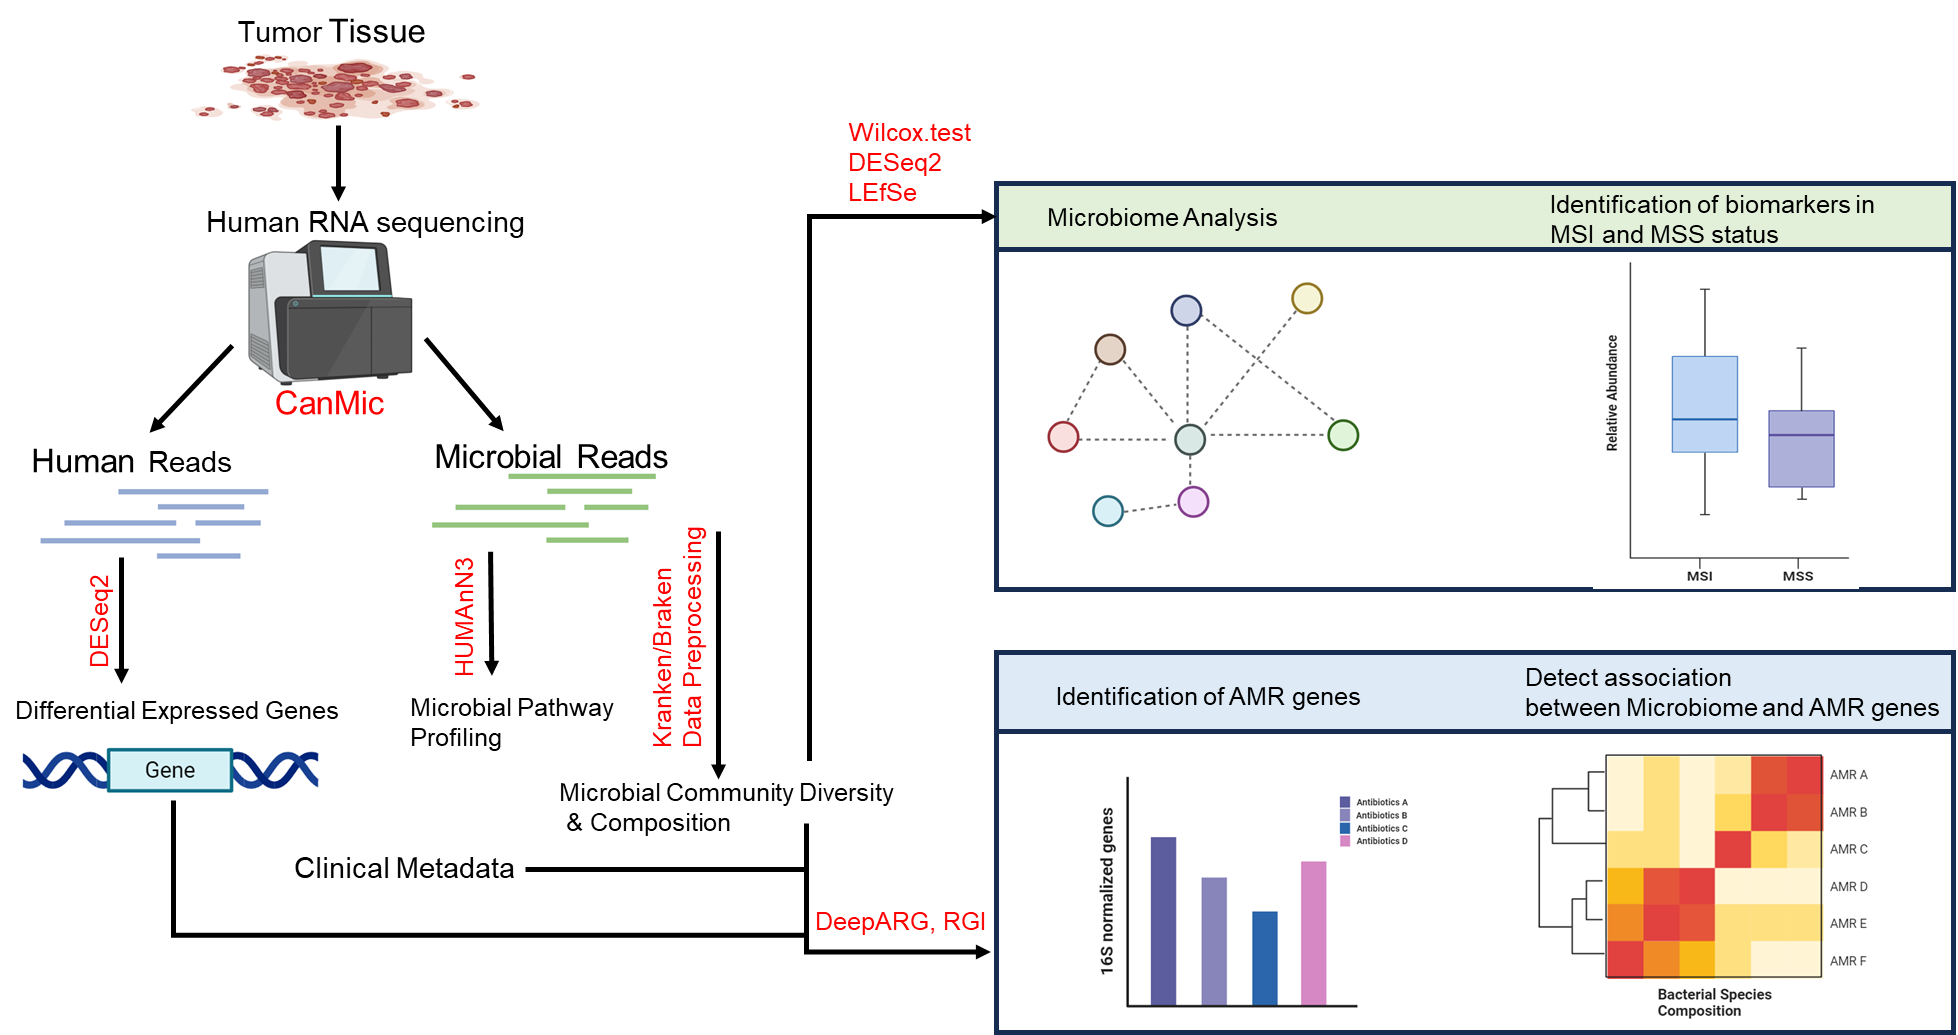 Tumor Tissue
Human RNA sequencing
CanMic
Human Reads
Microbial Reads
DESeq2
HUMAnN3
Kranken/Braken
Data Preprocessing
Differential Expressed Genes
Gene
Microbial Pathway
Profiling
Microbial Community Diversity
& Composition
Clinical Metadata
Wilcox.test
DESeq2
LEfSe
DeepARG, RGI
Microbiome Analysis
Identification of biomarkers in
MSI and MSS status
Relative Abundance
MSI
MSS
Identification of AMR genes
Detect association
between Microbiome and AMR genes
16S normalized genes
Antibiotics A
Antibiotics B
Antibiotics C
Antibiotics D
AMR A
AMR B
AMR C
AMR D
AMR E
AMR F
Bacterial Species
Composition